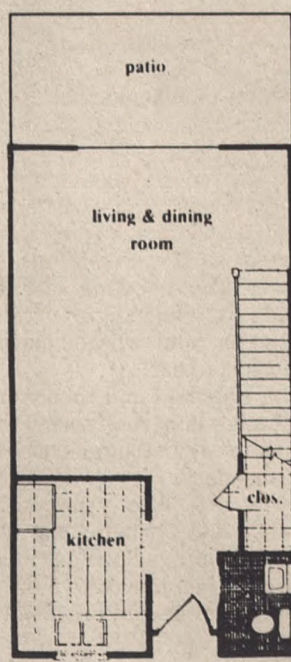 patio
living & dining
room
clos.
kitchen